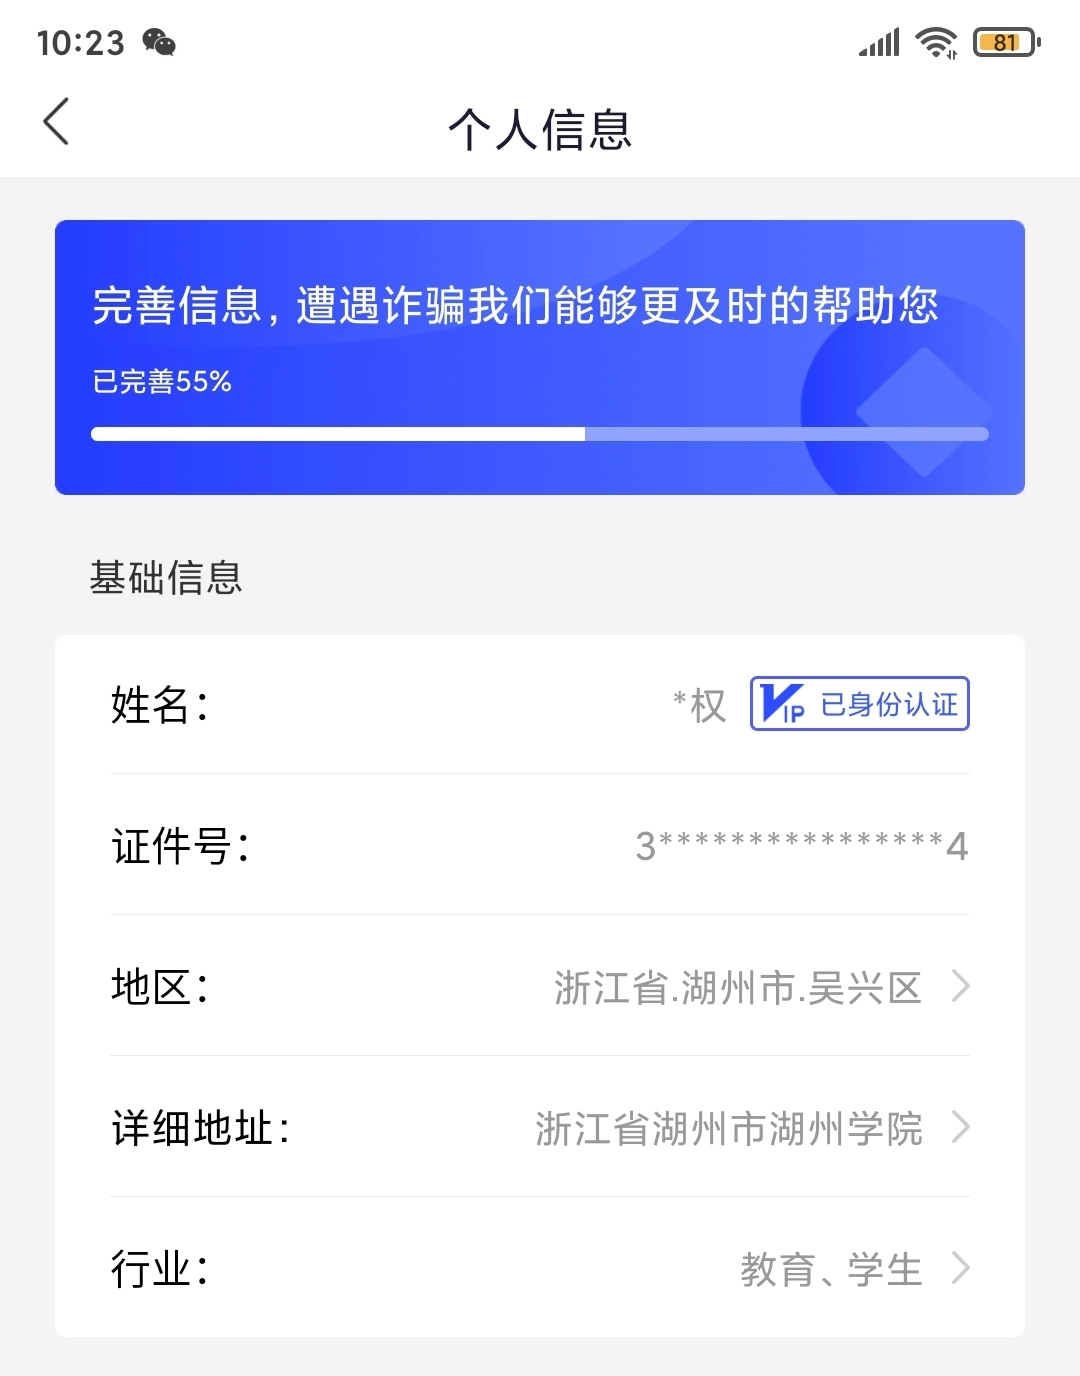 10:23
81
个人信息
完善信息，遭遇诈骗我们能够更及时的帮助您
已完善55%
基础信息
姓名： *权 VIP 已身份认证
证件号： 3****************4
地区： 浙江省.湖州市.吴兴区
详细地址： 浙江省湖州市湖州学院
行业： 教育、学生